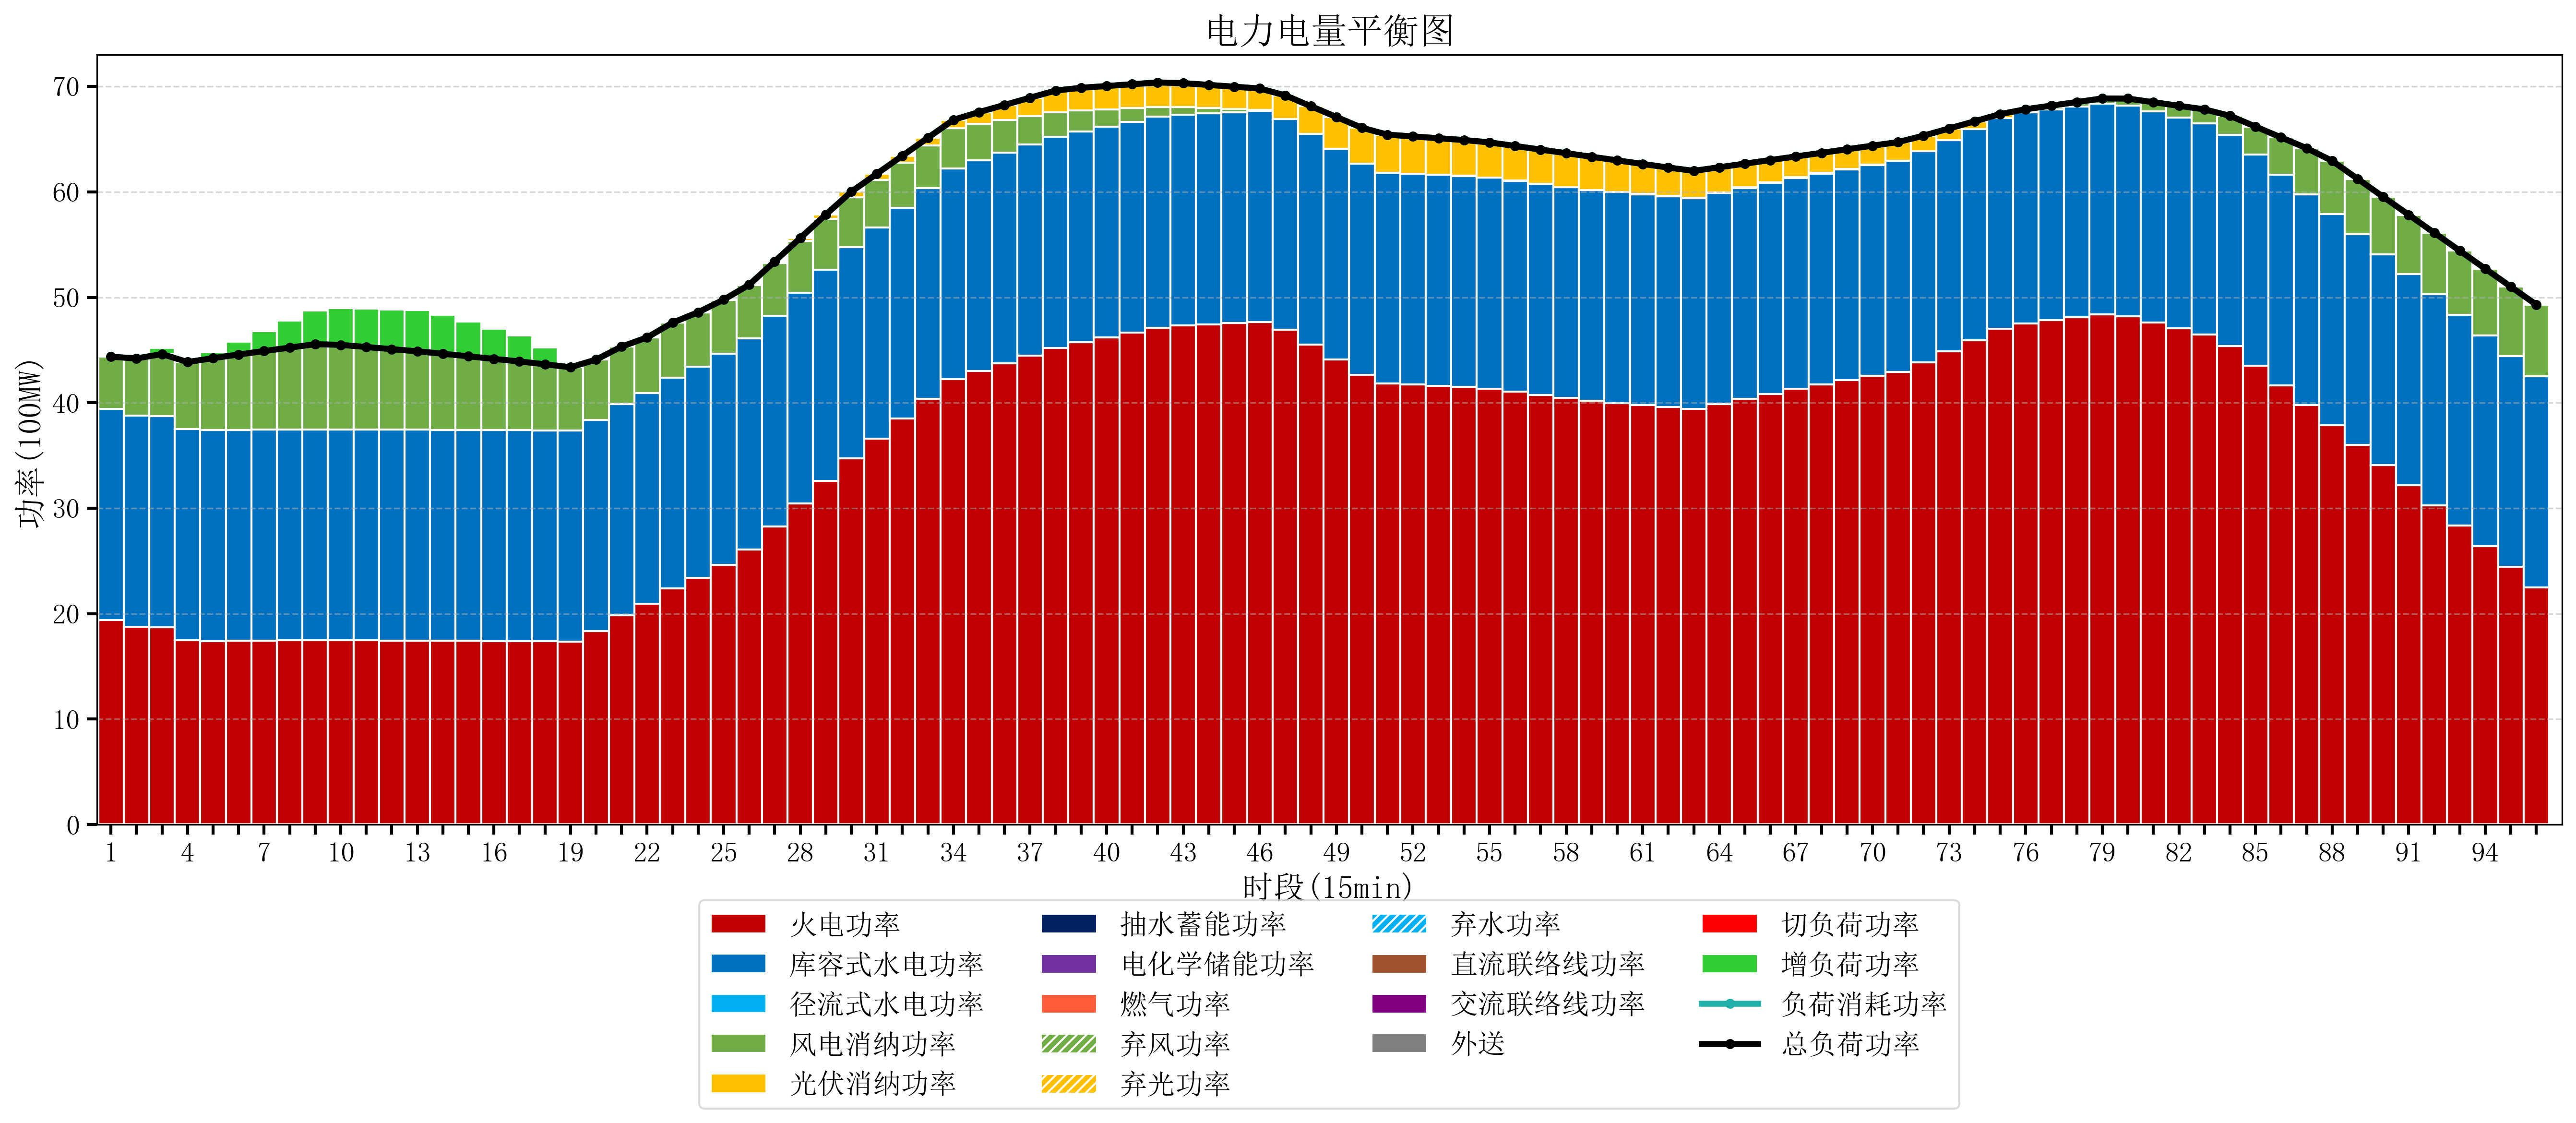 电力电量平衡图
功率(100MW)
70
60
50
40
30
20
10
0
1 4 7 10 13 16 19 22 25 28 31 34 37 40 43 46 49 52 55 58 61 64 67 70 73 76 79 82 85 88 91 94
时段(15min)
火电功率
库容式水电功率
径流式水电功率
风电消纳功率
光伏消纳功率
抽水蓄能功率
电化学储能功率
燃气功率
弃风功率
弃光功率
弃水功率
直流联络线功率
交流联络线功率
外送
切负荷功率
增负荷功率
负荷消耗功率
总负荷功率